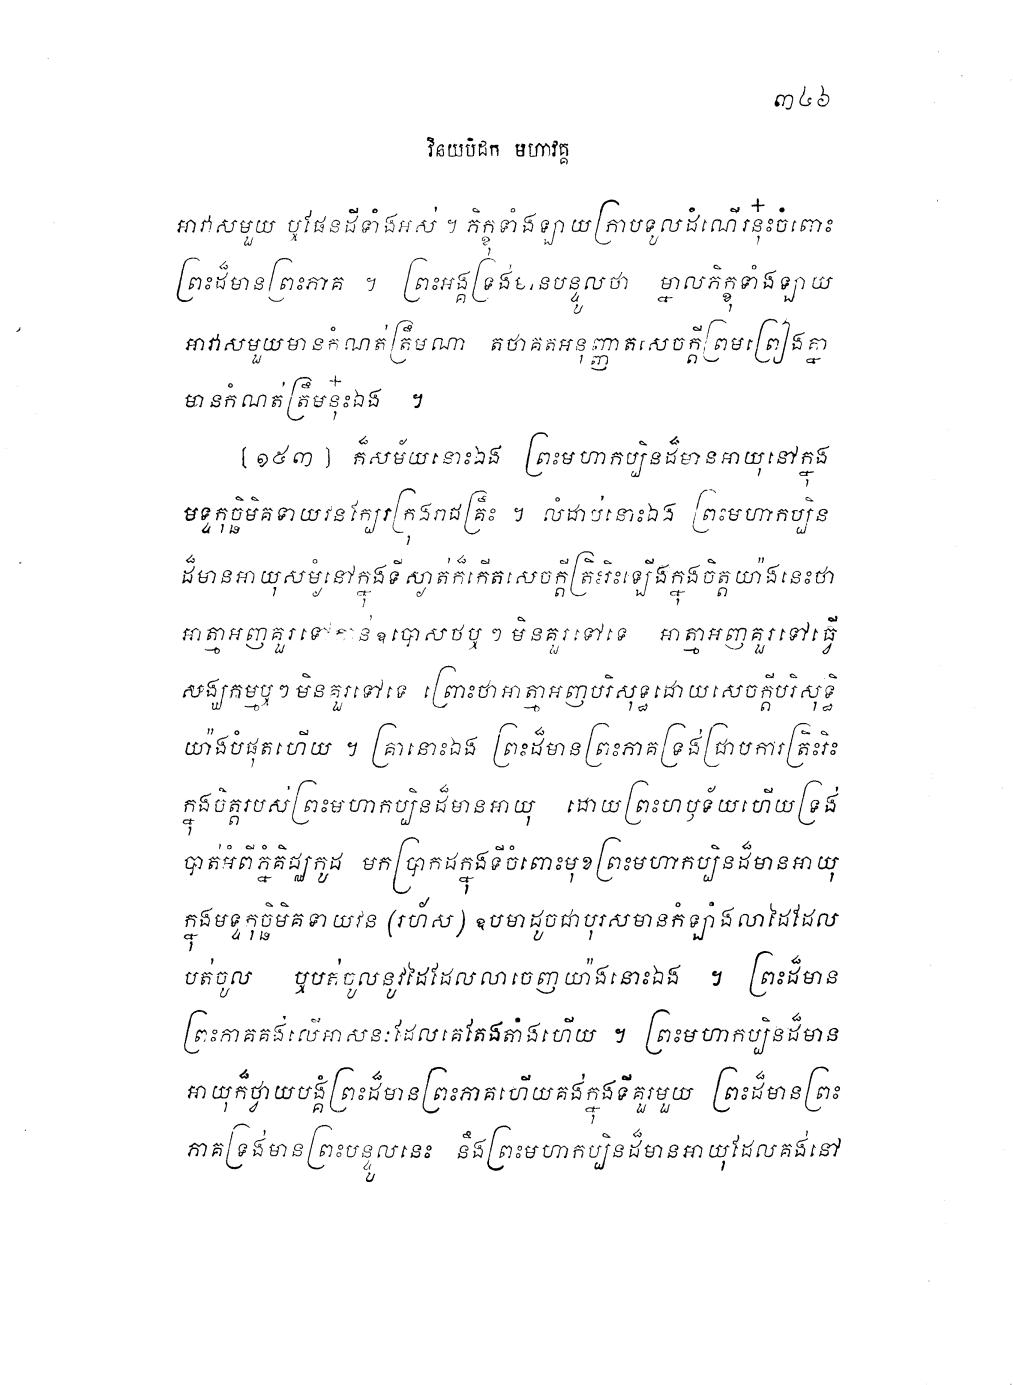 ៣៤៦
វិនយបិដក មហាវគ្គ
អាវាសមួយ ឬផែនដីទាំងអស់ ។ ភិក្ខុទាំងឡាយក្រាបទូលដំណើរនុ៎ះចំពោះ
ព្រះដ៏មានព្រះភាគ ។ ព្រះអង្គទ្រង់មានបន្ទូលថា ម្នាលភិក្ខុទាំងឡាយ
អាវាសមួយមានកំណត់ត្រឹមណា តថាគតអនុញ្ញាតសេចក្តីព្រមព្រៀងគ្នា
មានកំណត់ត្រឹមនុ៎ះឯង ។
[១៥៣] ក៏សម័យនោះឯង ព្រះមហាកប្បិនដ៏មានអាយុនៅក្នុង
មទ្ទកុច្ឆិមិគទាយវនក្បែរក្រុងរាជគ្រឹះ ។ លំដាប់នោះឯង ព្រះមហាកប្បិន
ដ៏មានអាយុសម្ងំនៅក្នុងទីស្ងាត់ក៏កើតសេចក្តីត្រិះរិះឡើងក្នុងចិត្តយ៉ាងនេះថា
អាត្មាអញគួរទៅកាន់ឧបោសថឬ ៗ មិនគួរទៅទេ អាត្មាអញគួរទៅធ្វើ
សង្ឃកម្មឬ ៗ មិនគួរទៅទេ ព្រោះថាអាត្មាអញបរិសុទ្ធដោយសេចក្តីបរិសុទ្ធិ
យ៉ាងបំផុតហើយ ។ គ្រានោះឯង ព្រះដ៏មានព្រះភាគទ្រង់ជ្រាបការត្រិះរិះ
ក្នុងចិត្តរបស់ព្រះមហាកប្បិនដ៏មានអាយុ ដោយព្រះហឫទ័យហើយទ្រង់
បាត់អំពីភ្នំគិជ្ឈកូដ មកប្រាកដក្នុងទីចំពោះមុខព្រះមហាកប្បិនដ៏មានអាយុ
ក្នុងមទ្ទកុច្ឆិមិគទាយវន (រហ័ស) ឧបមាដូចជាបុរសមានកំឡាំងលាដៃដែល
បត់ចូល ឬបត់ចូលនូវដៃដែលលាចេញយ៉ាងនោះឯង ។ ព្រះដ៏មាន
ព្រះភាគគង់លើអាសនៈដែលគេតែងតាំងហើយ ។ ព្រះមហាកប្បិនដ៏មាន
អាយុក៏ថ្វាយបង្គំព្រះដ៏មានព្រះភាគហើយគង់ក្នុងទីគួរមួយ ព្រះដ៏មានព្រះ
ភាគទ្រង់មានព្រះបន្ទូលនេះ នឹងព្រះមហាកប្បិនដ៏មានអាយុដែលគង់នៅ